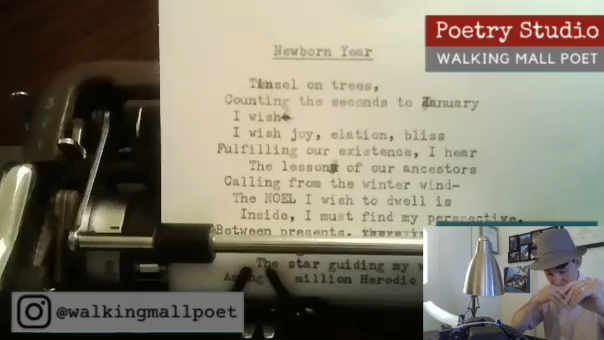 Poetry Studio
WALKING MALL POET
Newborn Year
Tinsel on trees,
Counting the seconds to January
I wish
I wish joy, elation, bliss
Fulfilling our existence, I hear
The lessons of our ancestors
Calling from the winter wind-
The NOEL I wish to dwell is
Inside, I must find my perspective,
Between presents,
The star guiding my
million Herodic
@walkingmallpoet